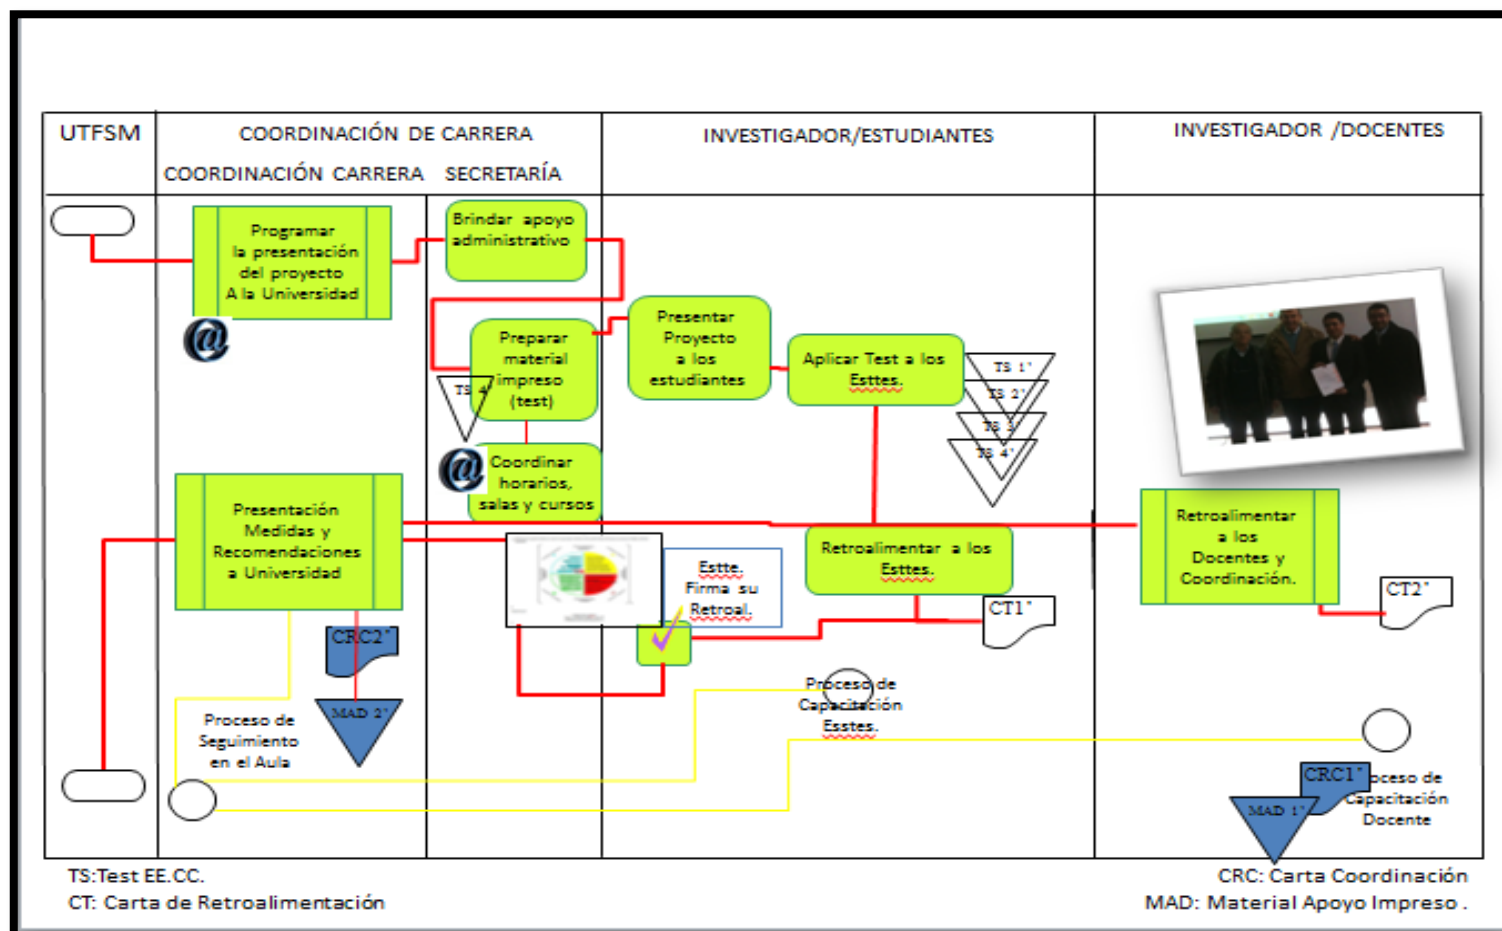 UTFSM
COORDINACIÓN DE CARRERA
INVESTIGADOR/ESTUDIANTES
INVESTIGADOR /DOCENTES
COORDINACIÓN CARRERA
SECRETARÍA
Programar
la presentación
del proyecto
A la Universidad
@
Brindar apoyo
administrativo
Preparar
material
impreso
(test)
TS 4'
Presentar
Proyecto
a los
estudiantes
Aplicar Test a los
Esttes.
TS 1'
TS 2'
TS 3'
TS 4'
@
Coordinar
horarios,
salas y cursos
Presentación
Medidas y
Recomendaciones
a Universidad
Estte.
Firma su
Retroal.
Retroalimentar a los
Esttes.
CT1"
Retroalimentar
a los
Docentes y
Coordinación.
CT2"
CRC2"
MAD 2'
Proceso de
Seguimiento
en el Aula
Proceso de
Capacitación
Esstes.
CRC1"
MAD 1'
oceso de
Capacitación
Docente
TS:Test EE.CC.
CT: Carta de Retroalimentación
CRC: Carta Coordinación
MAD: Material Apoyo Impreso .